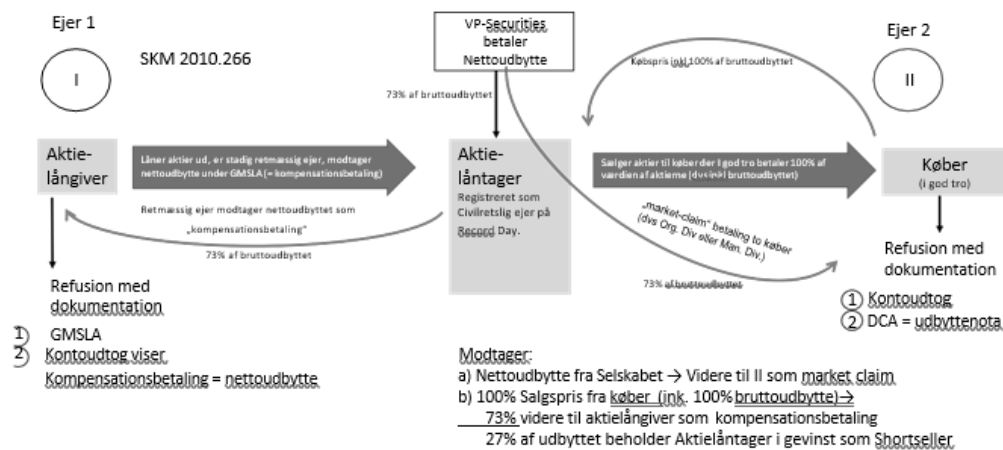 Ejer 1
I
SKM 2010.266
VP-Securities
betaler
Nettoudbytte
73% af bruttoudbyttet
Ejer 2
II
Købspris inkl 100% af bruttoudbyttet
Aktie-
långiver
Låner aktier ud, er stadig retmæssig ejer, modtager
nettoudbytte under GMSLA (= kompensationsbetaling)
Aktie-
låntager
Registreret som
Civilretslig ejer på
Record Day.
Sælger aktier til køber der I god tro betaler 100% af
værdien af aktierne (dvs inkl bruttoudbyttet)
Køber
(i god tro)
Retmæssig ejer modtager nettoudbyttet som
„kompensationsbetaling"
73% af bruttoudbyttet
„market-claim" betaling to køber
(dvs Org. Div eller Man. Div.)
73% af bruttoudbyttet
Refusion med
dokumentation
1 GMSLA
2 Kontoudtog viser
Kompensationsbetaling = nettoudbytte
Refusion med
dokumentation
1 Kontoudtog
2 DCA = udbyttenota
Modtager:
a) Nettoudbytte fra Selskabet → Videre til II som market claim
b) 100% Salgspris fra køber (ink. 100% bruttoudbytte)→
73% videre til aktielångiver som kompensationsbetaling
27% af udbyttet beholder Aktielåntager i gevinst som Shortseller